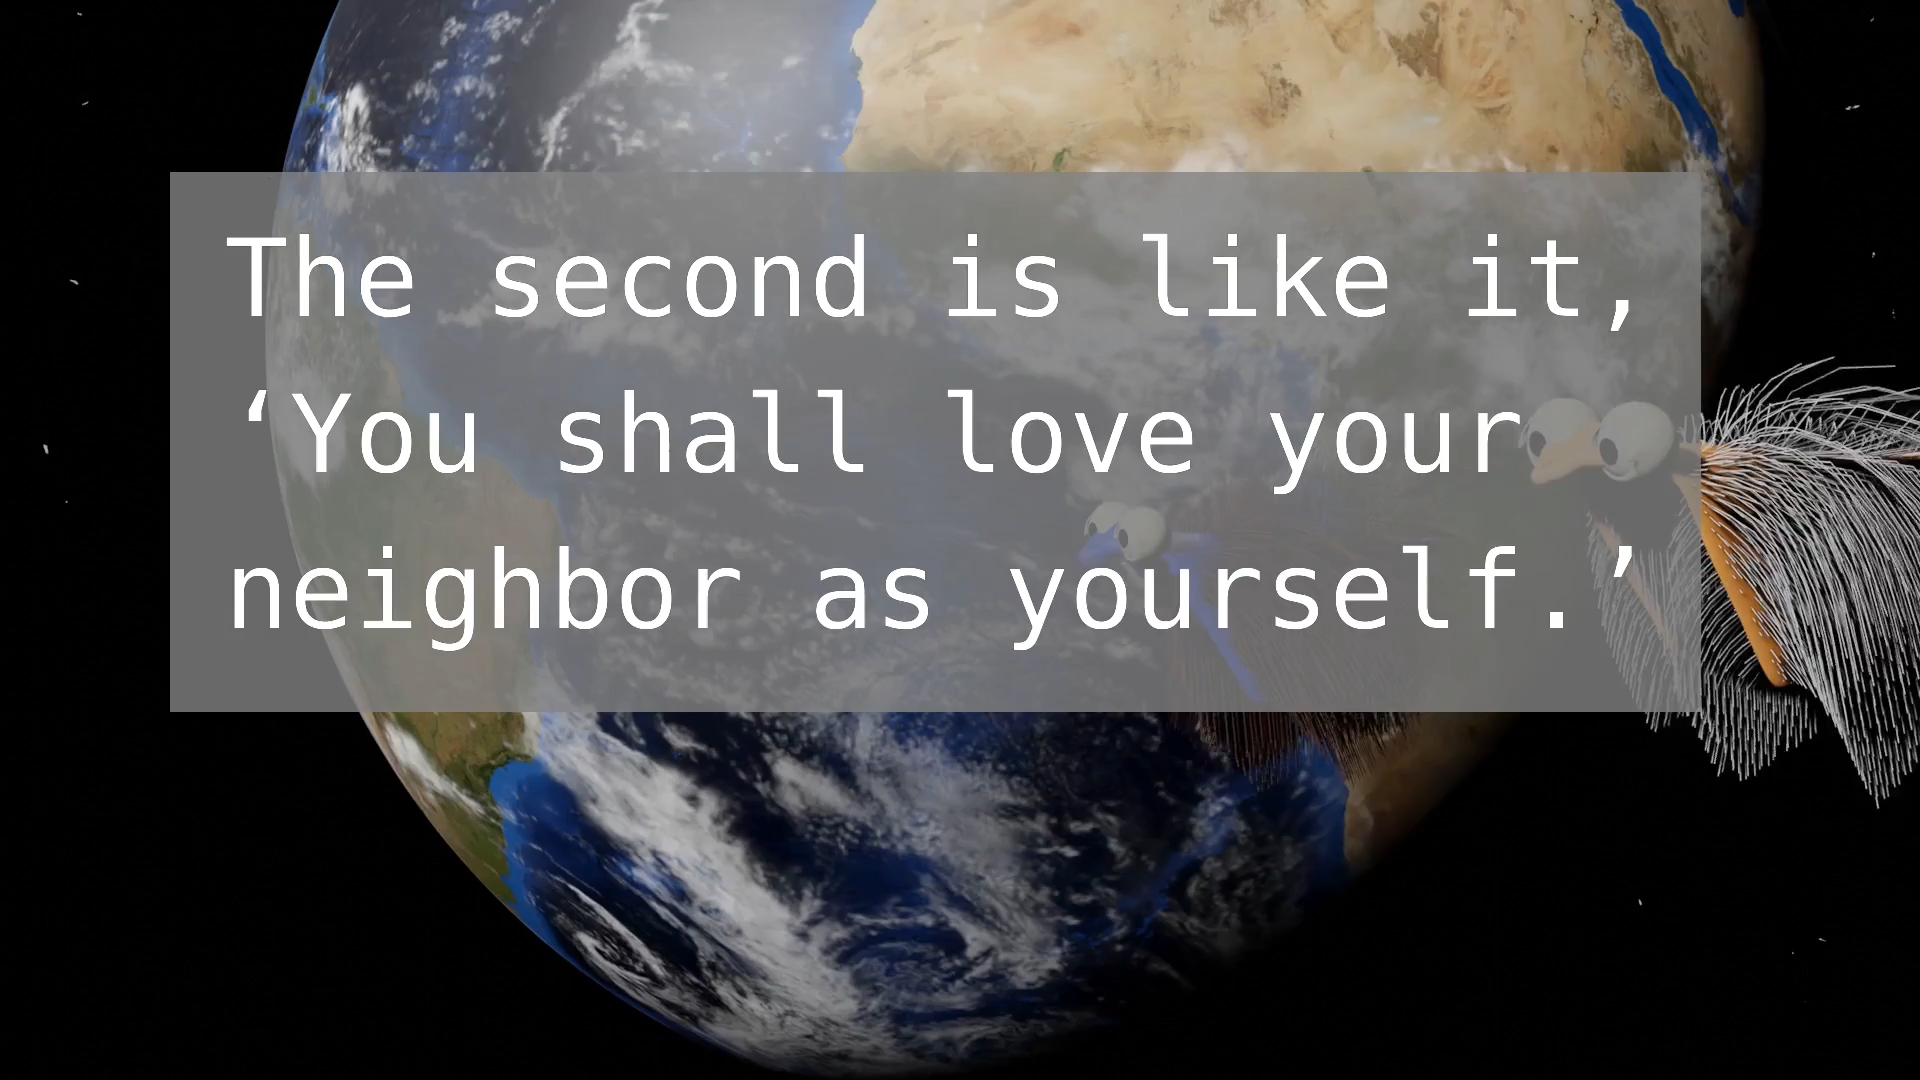 The second is like it,
‘You shall love your
neighbor as yourself.’